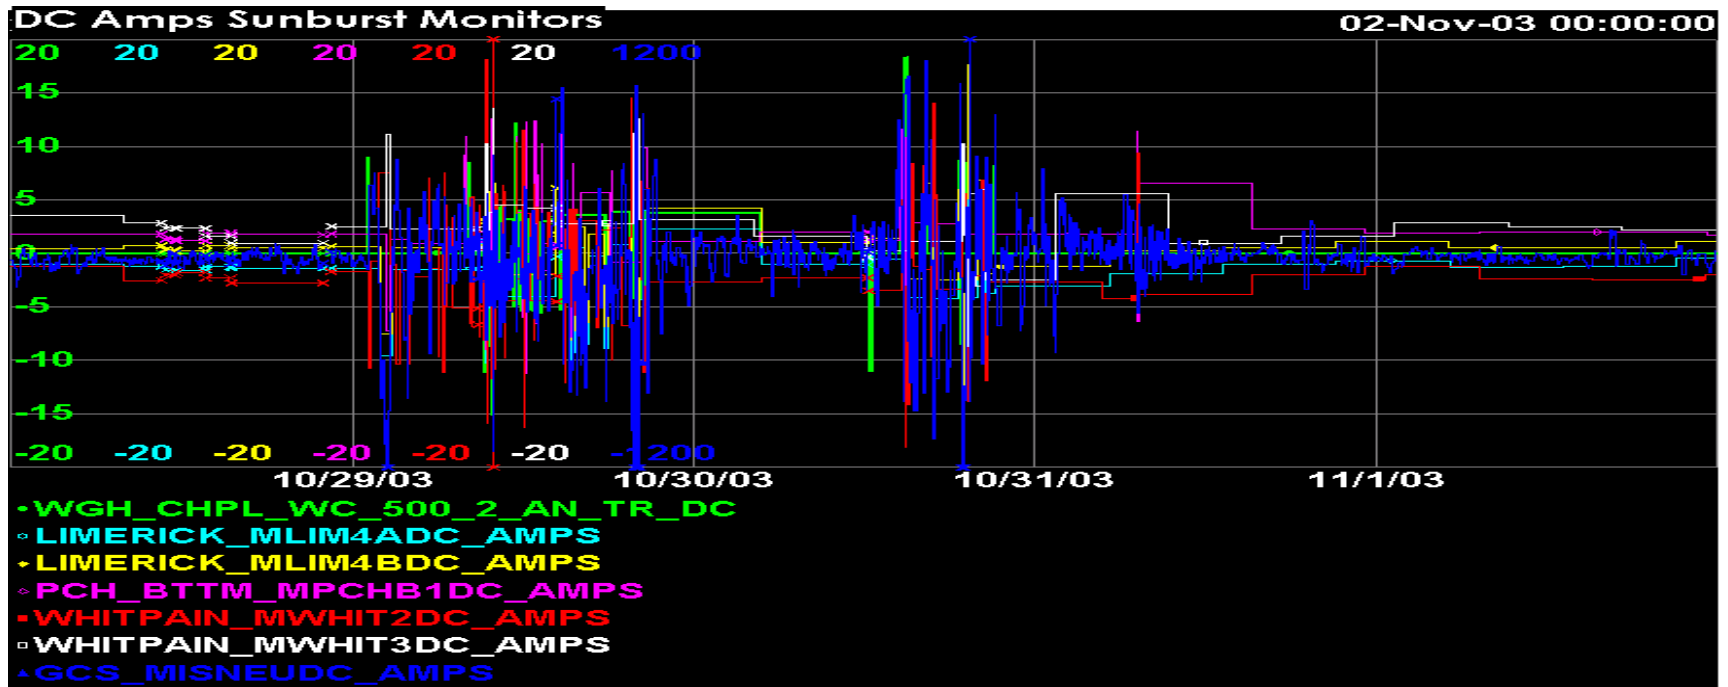 DC Amps Sunburst Monitors 02-Nov-03 00:00:00
20 20 20 20 20 20 1200
15
10
5
0
-5
-10
-15
-20 -20 -20 -20 -20 -20 -1200
10/29/03 10/30/03 10/31/03 11/1/03
WGH_CHPL_WC_500_2_AN_TR_DC
LIMERICK_MLIM4ADC_AMPS
LIMERICK_MLIM4BDC_AMPS
PCH_BTTM_MPCHB1DC_AMPS
WHITPAIN_MWHIT2DC_AMPS
WHITPAIN_MWHIT3DC_AMPS
GCS_MISNEUDC_AMPS